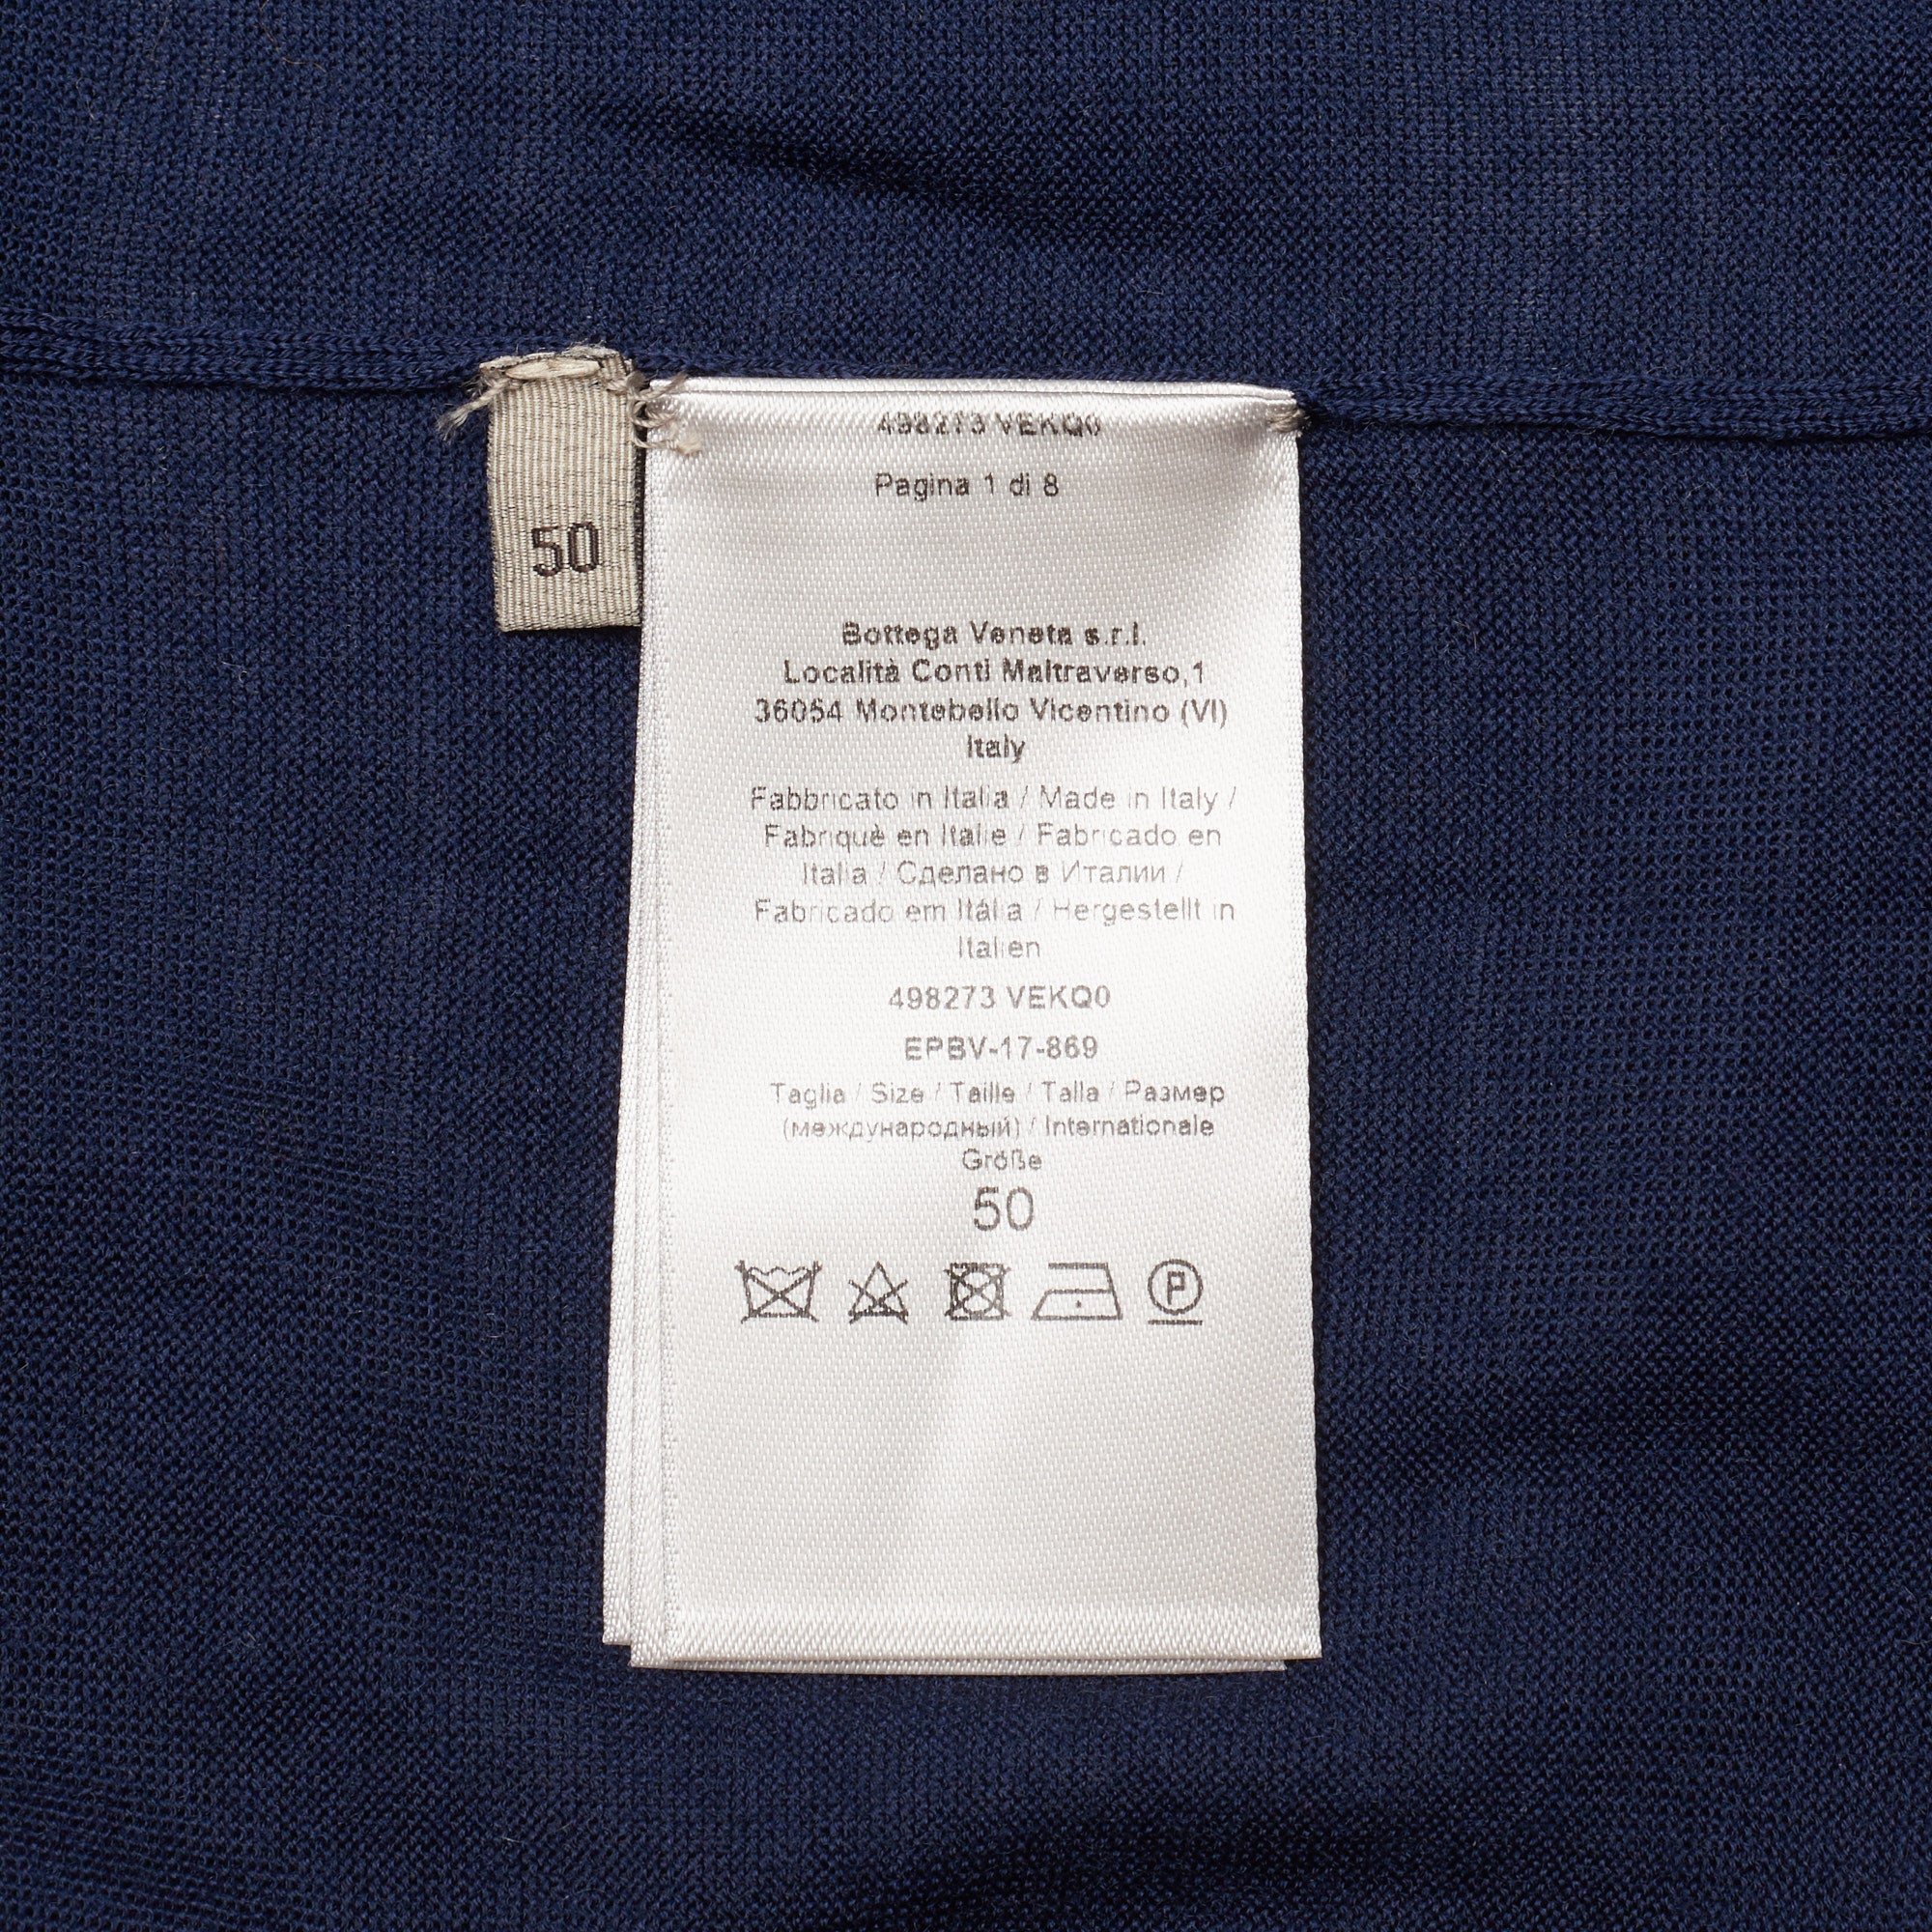 50
498273 VEKQ0
Pagina 1 di 8
Bottega Veneta s.r.l.
Località Conti Maltraverso,1
36054 Montebello Vicentino (VI)
Italy
Fabbricato in Italia / Made in Italy /
Fabriquè en Italie / Fabricado en
Italia / Сделано в Италии /
Fabricado em Itália / Hergestellt in
Italien
498273 VEKQ0
EPBV-17-869
Taglia / Size / Taille / Talla / Размер
(международный) / Internationale
Größe
50
P